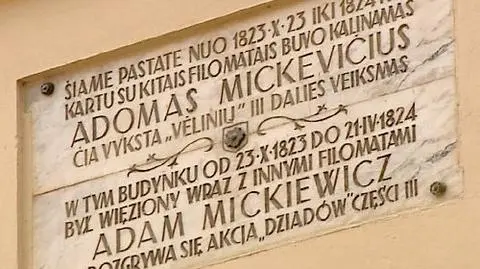 ŠIAME PASTATE NUO 1823·X·23 IKI 1824
KARTU SU KITAIS FILOMATAIS BUVO KALINAMAS
ADOMAS MICKEVIČIUS
ČIA VYKSTA „VĖLINIŲ” III DALIES VEIKSMAS
W TYM BUDYŃKU OD 23·X·1823 DO 21·IV·1824
BYŁ WIĘZIONY WRAZ Z INNYMI FILOMATAMI
ADAM MICKIEWICZ
ROZGRYWA SIĘ AKCJA „DZIADÓW” CZĘŚCI III